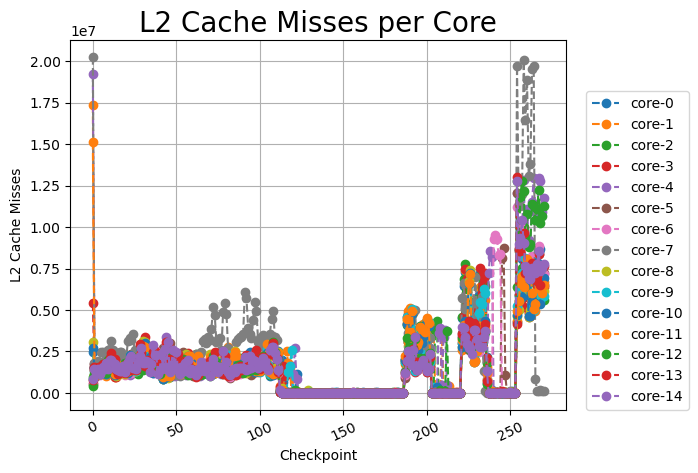 L2 Cache Misses per Core
1e7
2.00
1.75
1.50
1.25
1.00
0.75
0.50
0.25
0.00
L2 Cache Misses
0 50 100 150 200 250
Checkpoint
core-0
core-1
core-2
core-3
core-4
core-5
core-6
core-7
core-8
core-9
core-10
core-11
core-12
core-13
core-14